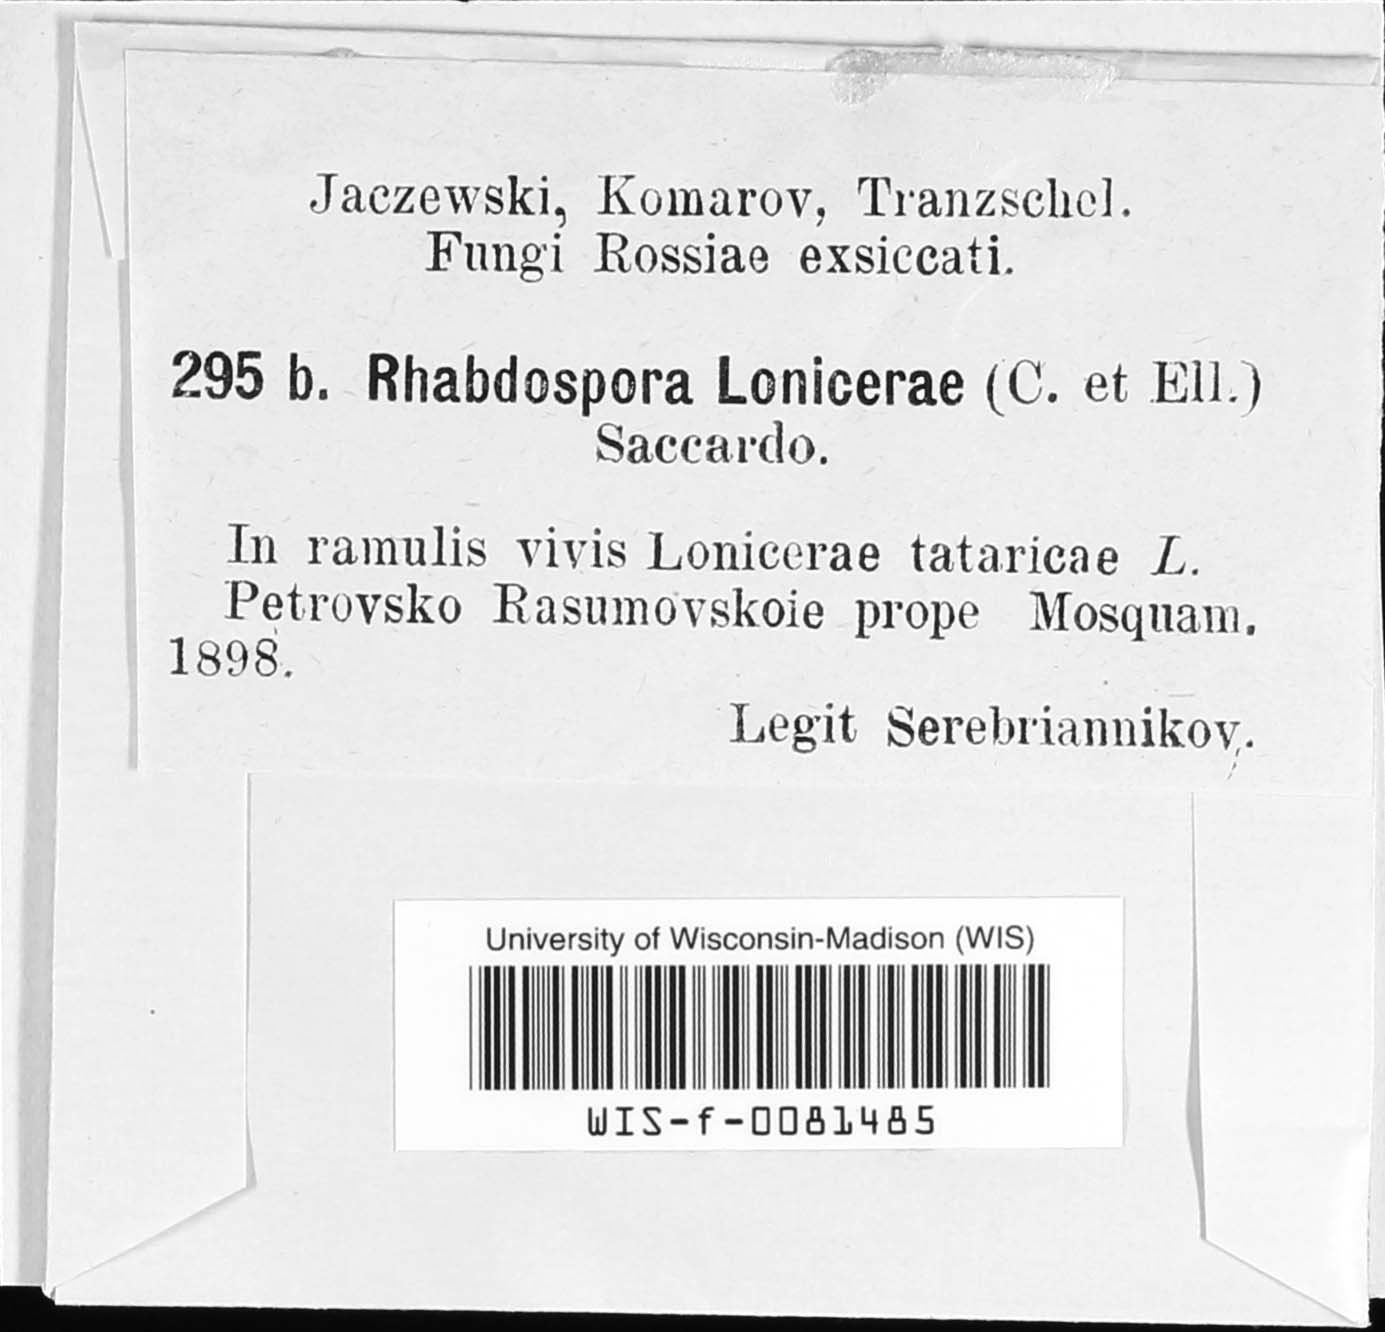 Jaczewski, Komarov, Tranzschel.
Fungi Rossiae exsiccati.
295 b. Rhabdospora Lonicerae (C. et Ell.)
Saccardo.
In ramulis vivis Lonicerae tataricae L.
Petrovsko Rasumovskoie prope Mosquam.
1898.
Legit Serebriannikov.
University of Wisconsin-Madison (WIS)
WIS-f-0081485